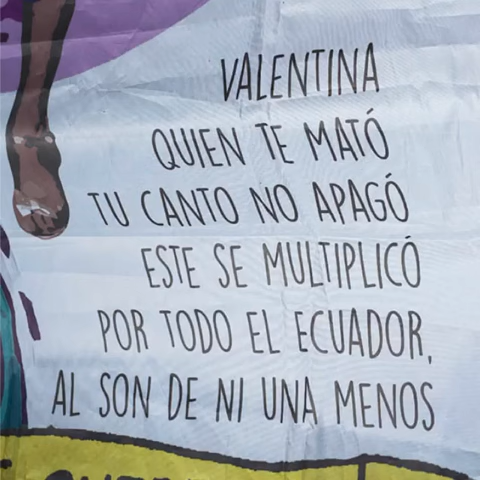 VALENTINA
QUIEN TE MATÓ
TU CANTO NO APAGÓ
ESTE SE MULTIPLICÓ
POR TODO EL ECUADOR,
AL SON DE NI UNA MENOS